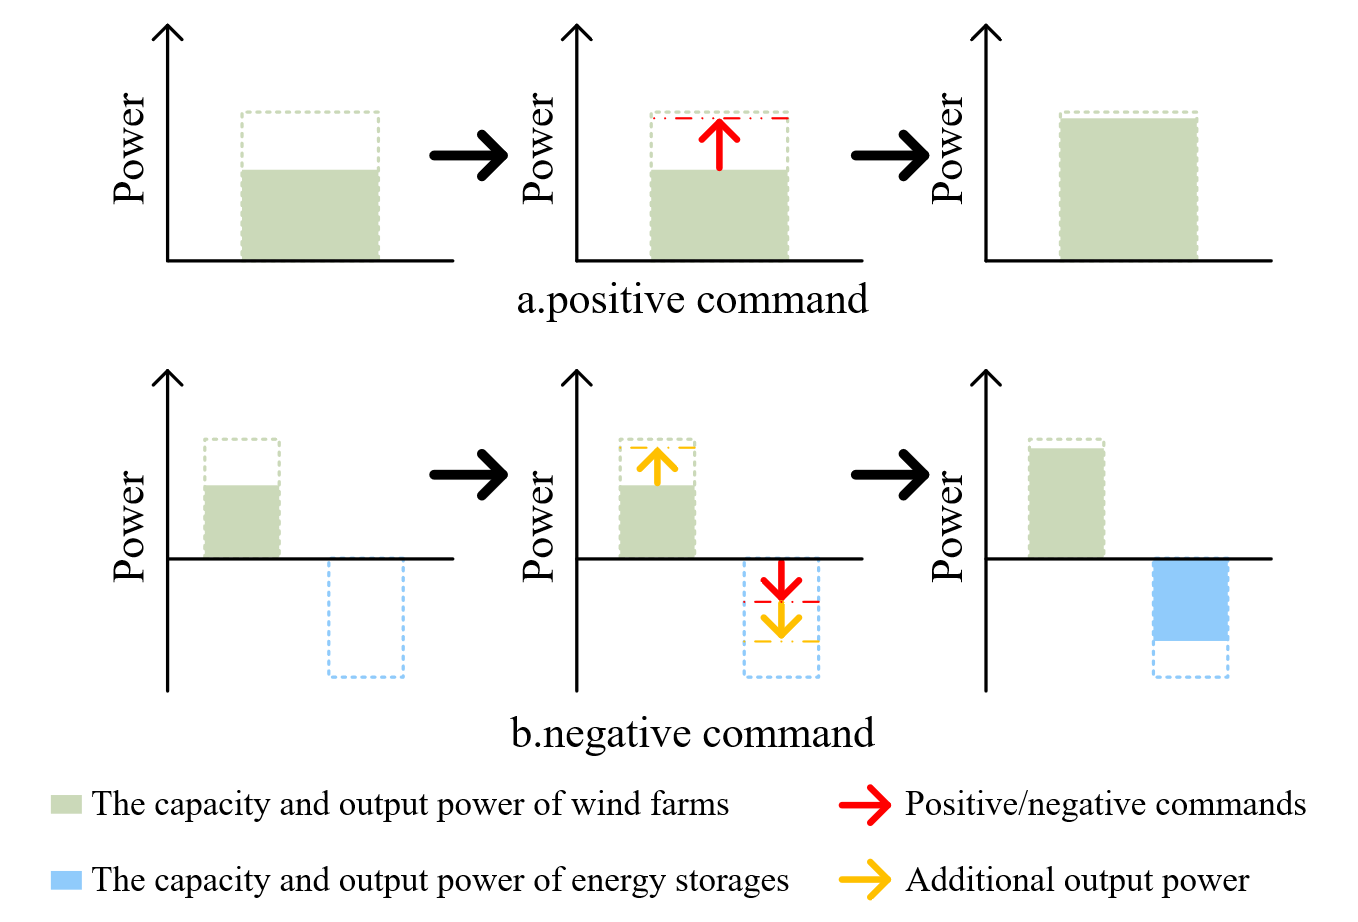 Power
Power
Power
a.positive command
Power
Power
Power
b.negative command
The capacity and output power of wind farms
Positive/negative commands
The capacity and output power of energy storages
Additional output power